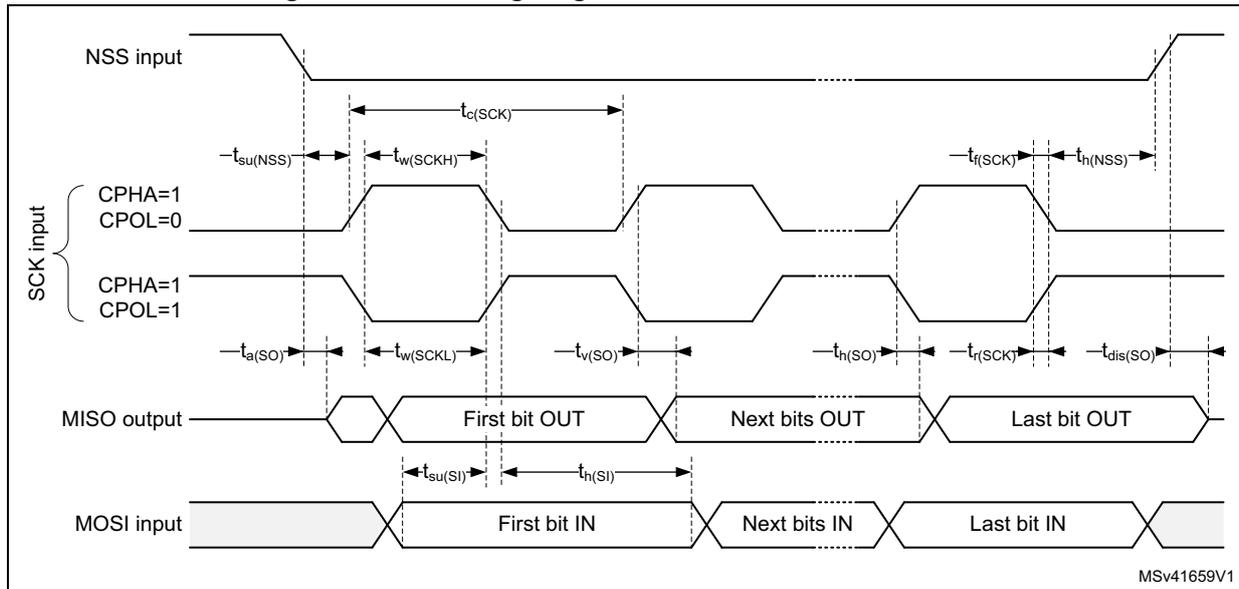 NSS input
tc(SCK)
tsu(NSS)
tw(SCKH)
tf(SCK)
th(NSS)
SCK input
CPHA=1
CPOL=0
CPHA=1
CPOL=1
ta(SO)
tw(SCKL)
tv(SO)
th(SO)
tr(SCK)
tdis(SO)
MISO output
First bit OUT
Next bits OUT
Last bit OUT
tsu(SI)
th(SI)
MOSI input
First bit IN
Next bits IN
Last bit IN
MSv41659V1